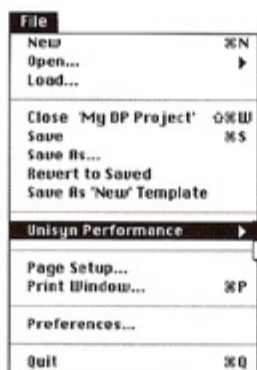 File
New ⌘N
Open...
Load...
Close 'My DP Project' ⇧⌘W
Save ⌘S
Save As...
Revert to Saved
Save As "New" Template
Unisyn Performance
Page Setup...
Print Window... ⌘P
Preferences...
Quit ⌘Q